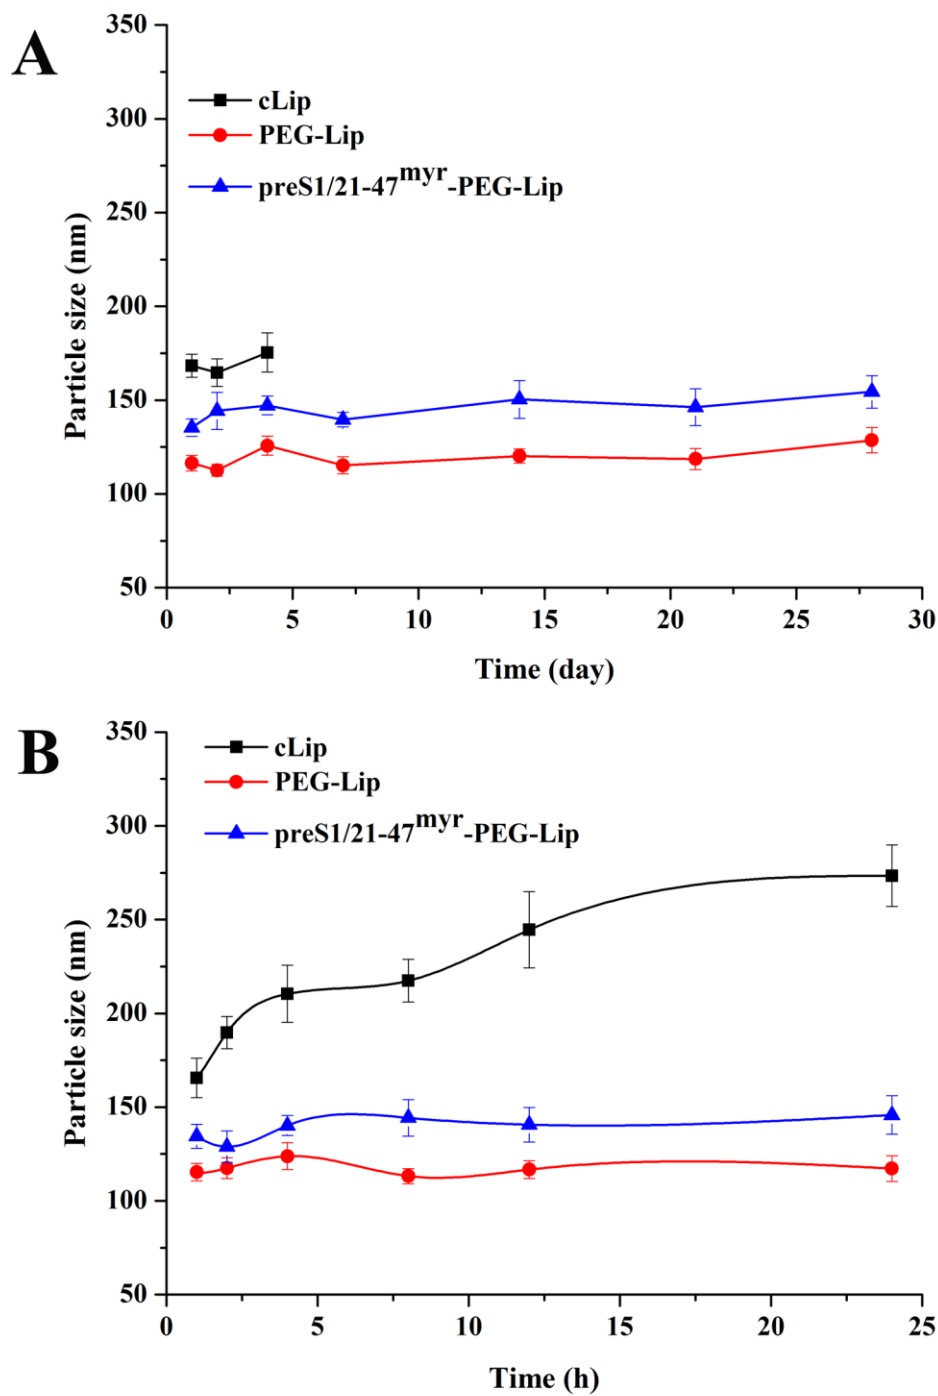 A
350
300
250
200
150
100
50
Particle size (nm)
cLip
PEG-Lip
preS1/21-47myr-PEG-Lip
0 5 10 15 20 25 30
Time (day)
B
350
300
250
200
150
100
50
Particle size (nm)
cLip
PEG-Lip
preS1/21-47myr-PEG-Lip
0 5 10 15 20 25
Time (h)